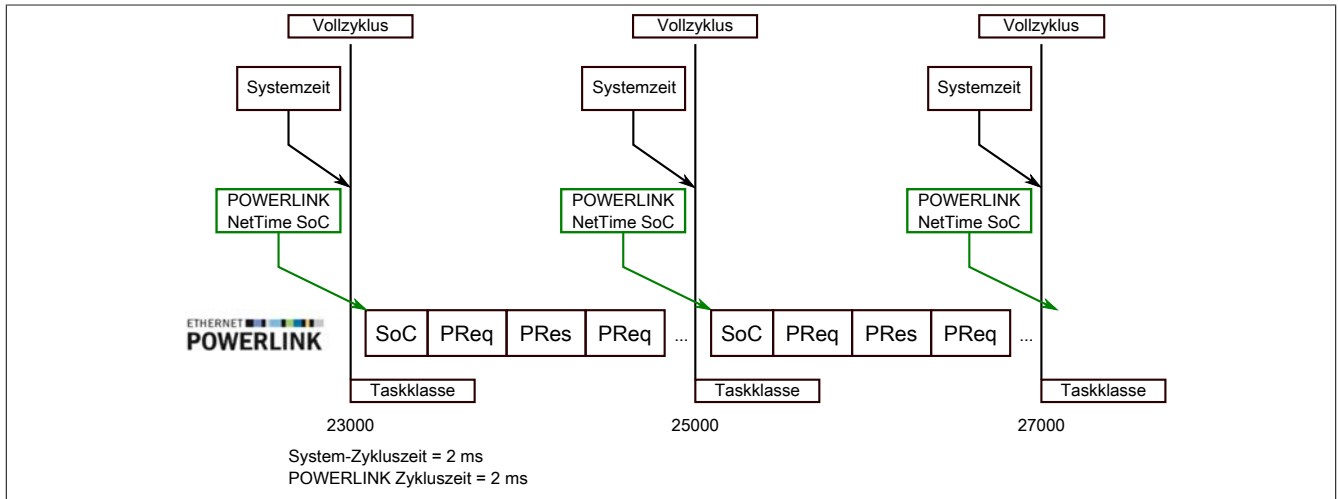 Vollzyklus Vollzyklus Vollzyklus
Systemzeit Systemzeit Systemzeit
POWERLINK POWERLINK POWERLINK
NetTime SoC NetTime SoC NetTime SoC
ETHERNET
POWERLINK
SoC PReq PRes PReq ... SoC PReq PRes PReq ...
Taskklasse Taskklasse Taskklasse
23000 25000 27000
System-Zykluszeit = 2 ms
POWERLINK Zykluszeit = 2 ms